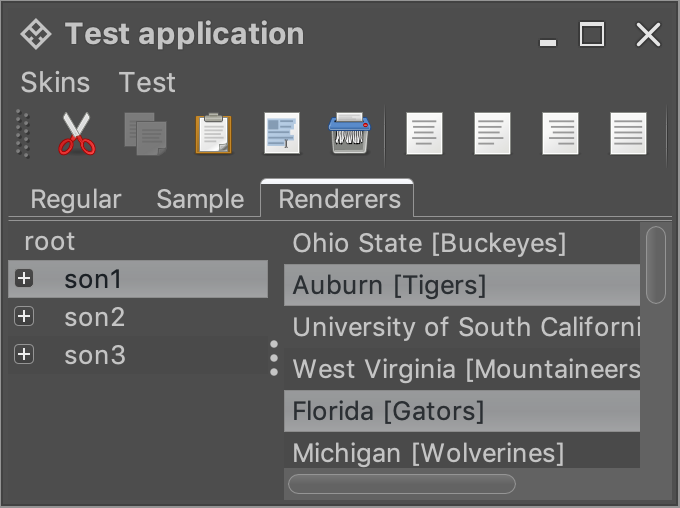 Test application
Skins Test
Regular Sample Renderers
root
son1
son2
son3
Ohio State [Buckeyes]
Auburn [Tigers]
University of South Californi
West Virginia [Mountaineers
Florida [Gators]
Michigan [Wolverines]